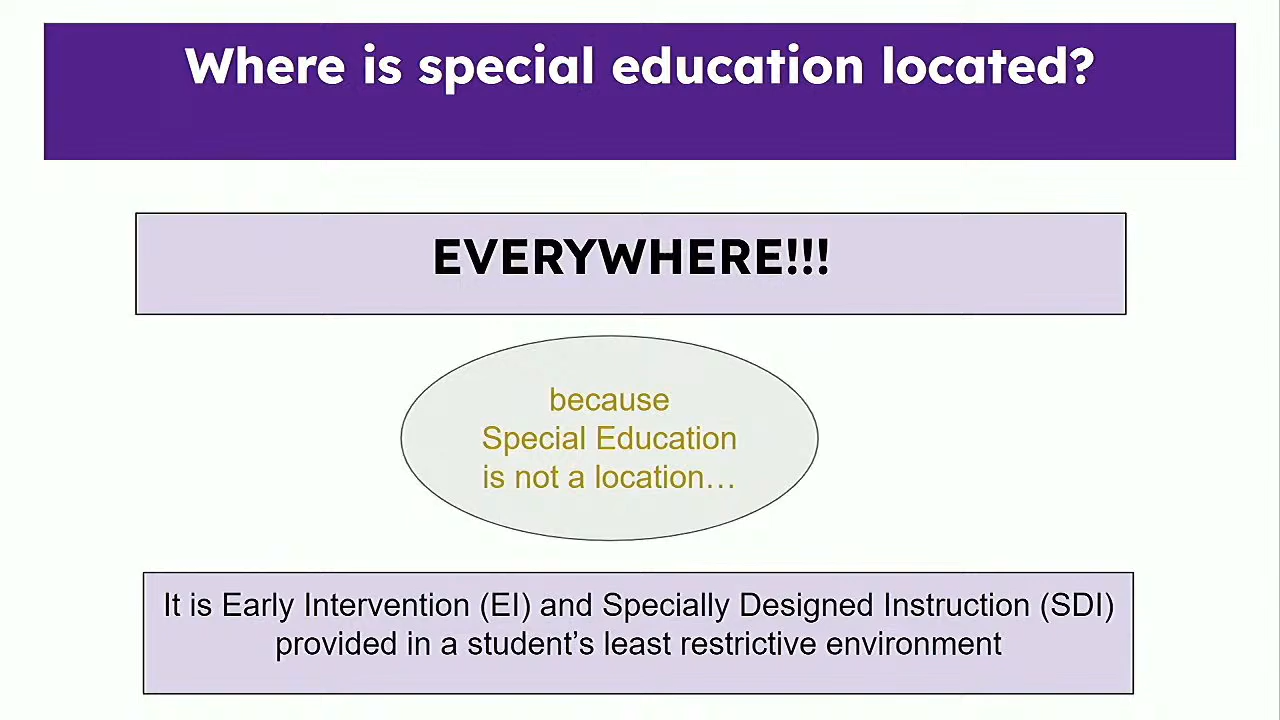 Where is special education located?
EVERYWHERE!!!
because
Special Education
is not a location…
It is Early Intervention (EI) and Specially Designed Instruction (SDI)
provided in a student’s least restrictive environment